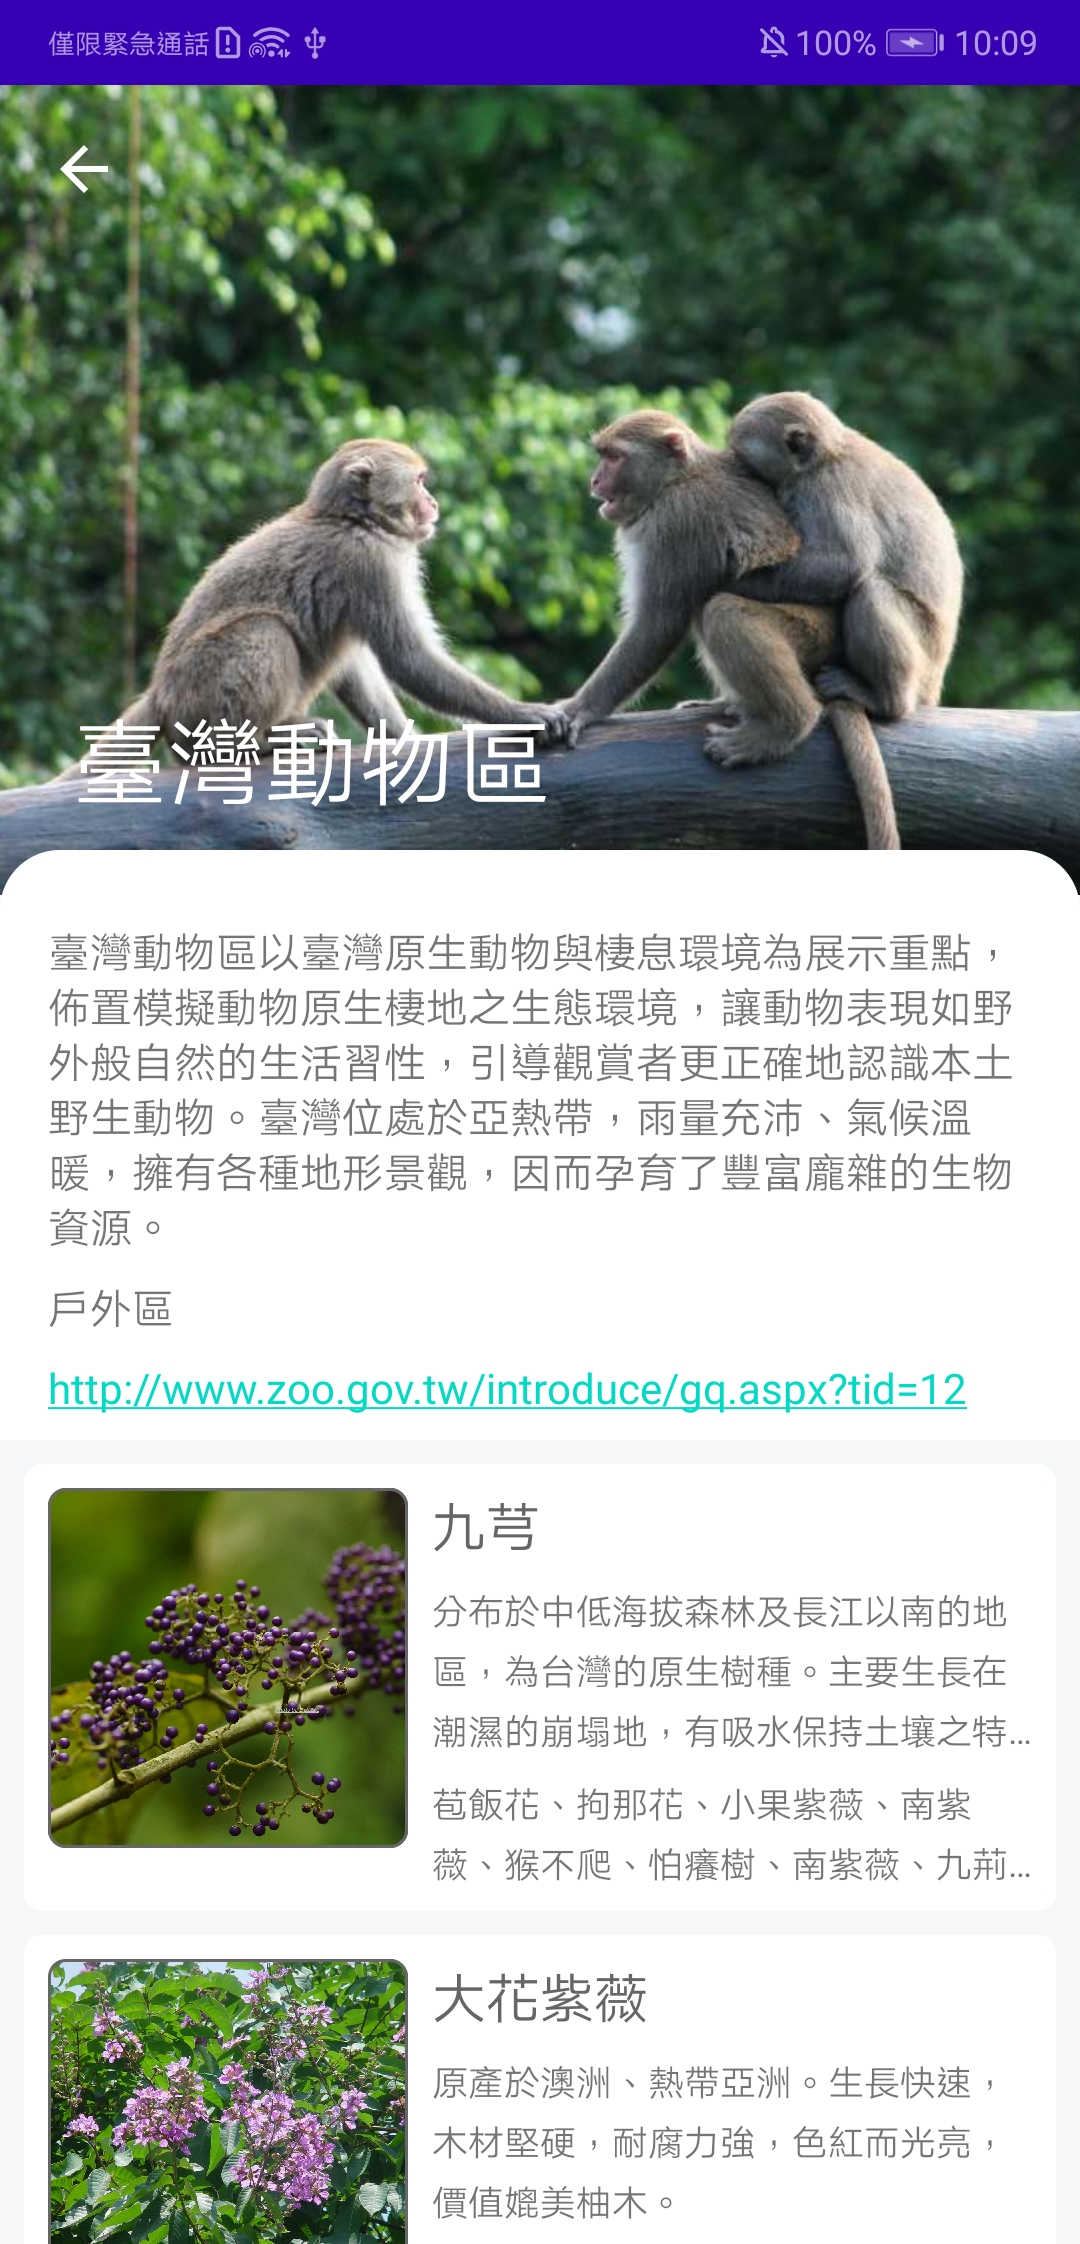 僅限緊急通話 100% 10:09
臺灣動物區
臺灣動物區以臺灣原生動物與棲息環境為展示重點，
佈置模擬動物原生棲地之生態環境，讓動物表現如野
外般自然的生活習性，引導觀賞者更正確地認識本土
野生動物。臺灣位處於亞熱帶，雨量充沛、氣候溫
暖，擁有各種地形景觀，因而孕育了豐富龐雜的生物
資源。
戶外區
http://www.zoo.gov.tw/introduce/gq.aspx?tid=12
九芎
分布於中低海拔森林及長江以南的地
區，為台灣的原生樹種。主要生長在
潮濕的崩塌地，有吸水保持土壤之特...
苞飯花、拘那花、小果紫薇、南紫
薇、猴不爬、怕癢樹、南紫薇、九荊...
大花紫薇
原產於澳洲、熱帶亞洲。生長快速，
木材堅硬，耐腐力強，色紅而光亮，
價值媲美柚木。